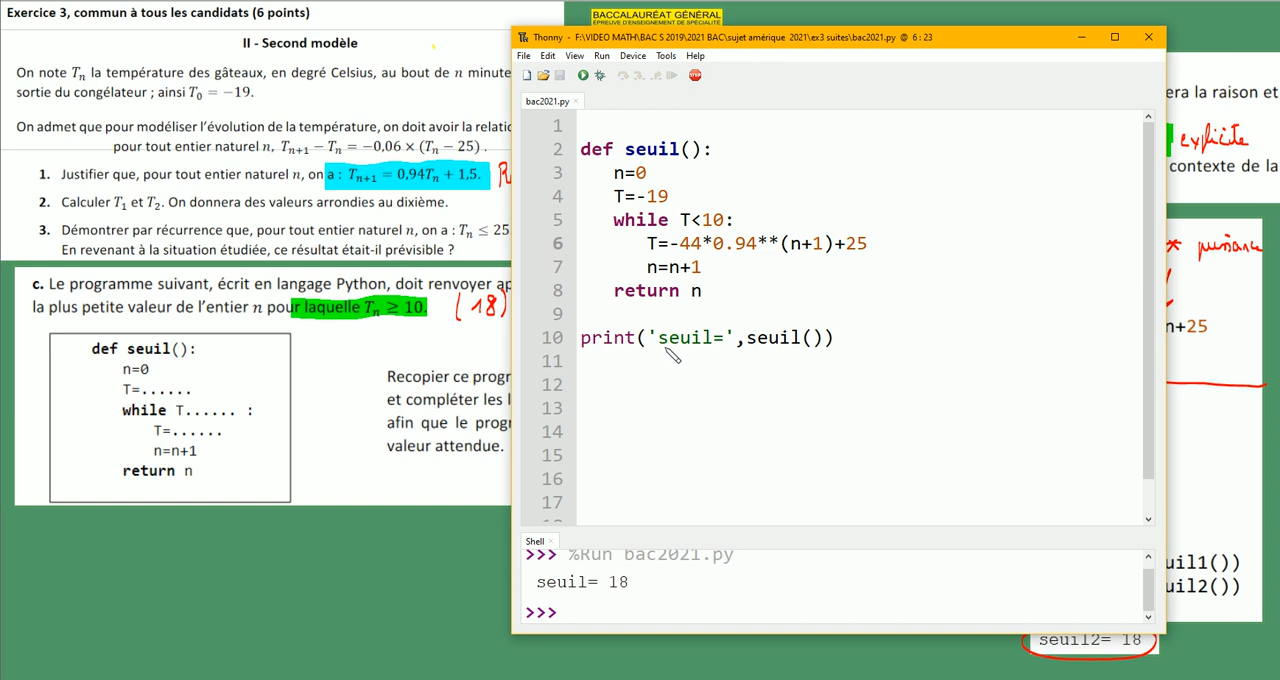 Exercice 3, commun à tous les candidats (6 points)
BACCALAURÉAT GÉNÉRAL
ÉPREUVE D'ENSEIGNEMENT DE SPÉCIALITÉ
II - Second modèle
On note Tn la température des gâteaux, en degré Celsius, au bout de n minute
sortie du congélateur ; ainsi T0 = −19.
On admet que pour modéliser l'évolution de la température, on doit avoir la relati
pour tout entier naturel n, Tn+1 − Tn = −0,06 × (Tn − 25) .
1. Justifier que, pour tout entier naturel n, on a : Tn+1 = 0,94Tn + 1,5.
2. Calculer T1 et T2. On donnera des valeurs arrondies au dixième.
3. Démontrer par récurrence que, pour tout entier naturel n, on a : Tn ≤ 25
En revenant à la situation étudiée, ce résultat était-il prévisible ?
c. Le programme suivant, écrit en langage Python, doit renvoyer ap
la plus petite valeur de l'entier n pour laquelle Tn ≥ 10. (18)
def seuil():
n=0
T=......
while T...... :
T=......
n=n+1
return n
Recopier ce progr
et compléter les l
afin que le prog
valeur attendue.
Thonny - F:\VIDEO MATH\BAC S 2019\2021 BAC\sujet amérique 2021\ex3 suites\bac2021.py @ 6 : 23
File Edit View Run Device Tools Help
STOP
bac2021.py ×
1
2 def seuil():
3 n=0
4 T=-19
5 while T<10:
6 T=-44*0.94**(n+1)+25
7 n=n+1
8 return n
9
10 print('seuil=',seuil())
11
12
13
14
15
16
17
Shell ×
>>> %Run bac2021.py
seuil= 18
>>>
era la raison et
explicite
contexte de la
* puissance
n+25
uil1())
uil2())
seuil2= 18